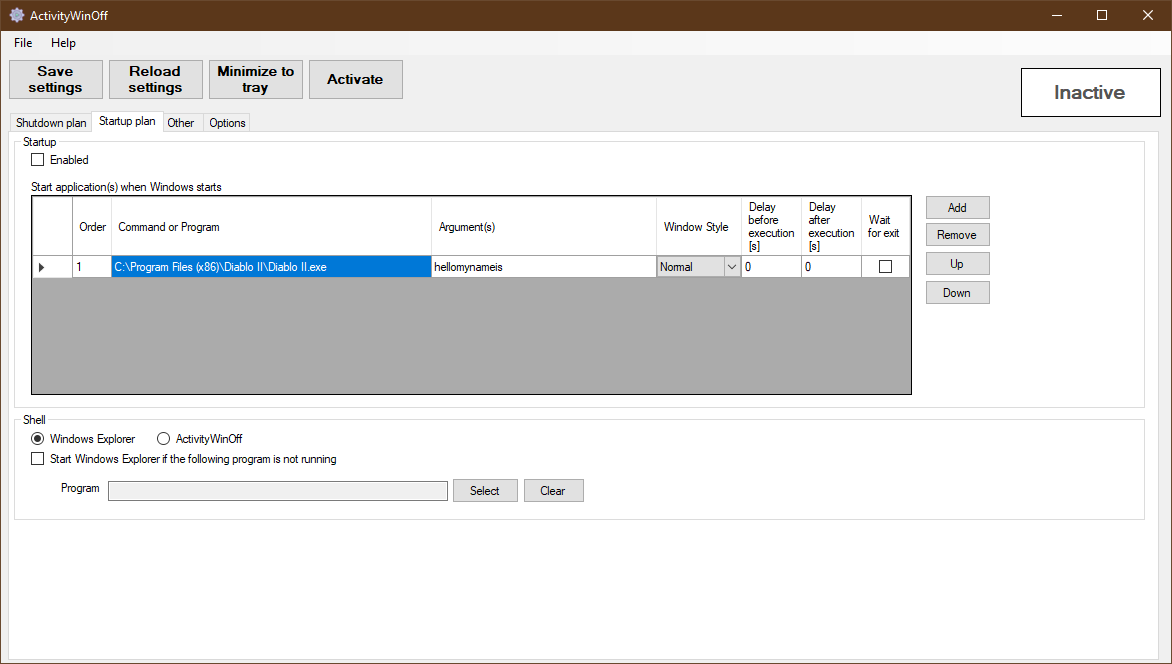 ActivityWinOff
File Help
Save settings
Reload settings
Minimize to tray
Activate
Inactive
Shutdown plan
Startup plan
Other
Options
Startup
Enabled
Start application(s) when Windows starts
Order
Command or Program
Argument(s)
Window Style
Delay before execution [s]
Delay after execution [s]
Wait for exit
1
C:\Program Files (x86)\Diablo II\Diablo II.exe
hellomynameis
Normal
0
0
Add
Remove
Up
Down
Shell
Windows Explorer
ActivityWinOff
Start Windows Explorer if the following program is not running
Program
Select
Clear